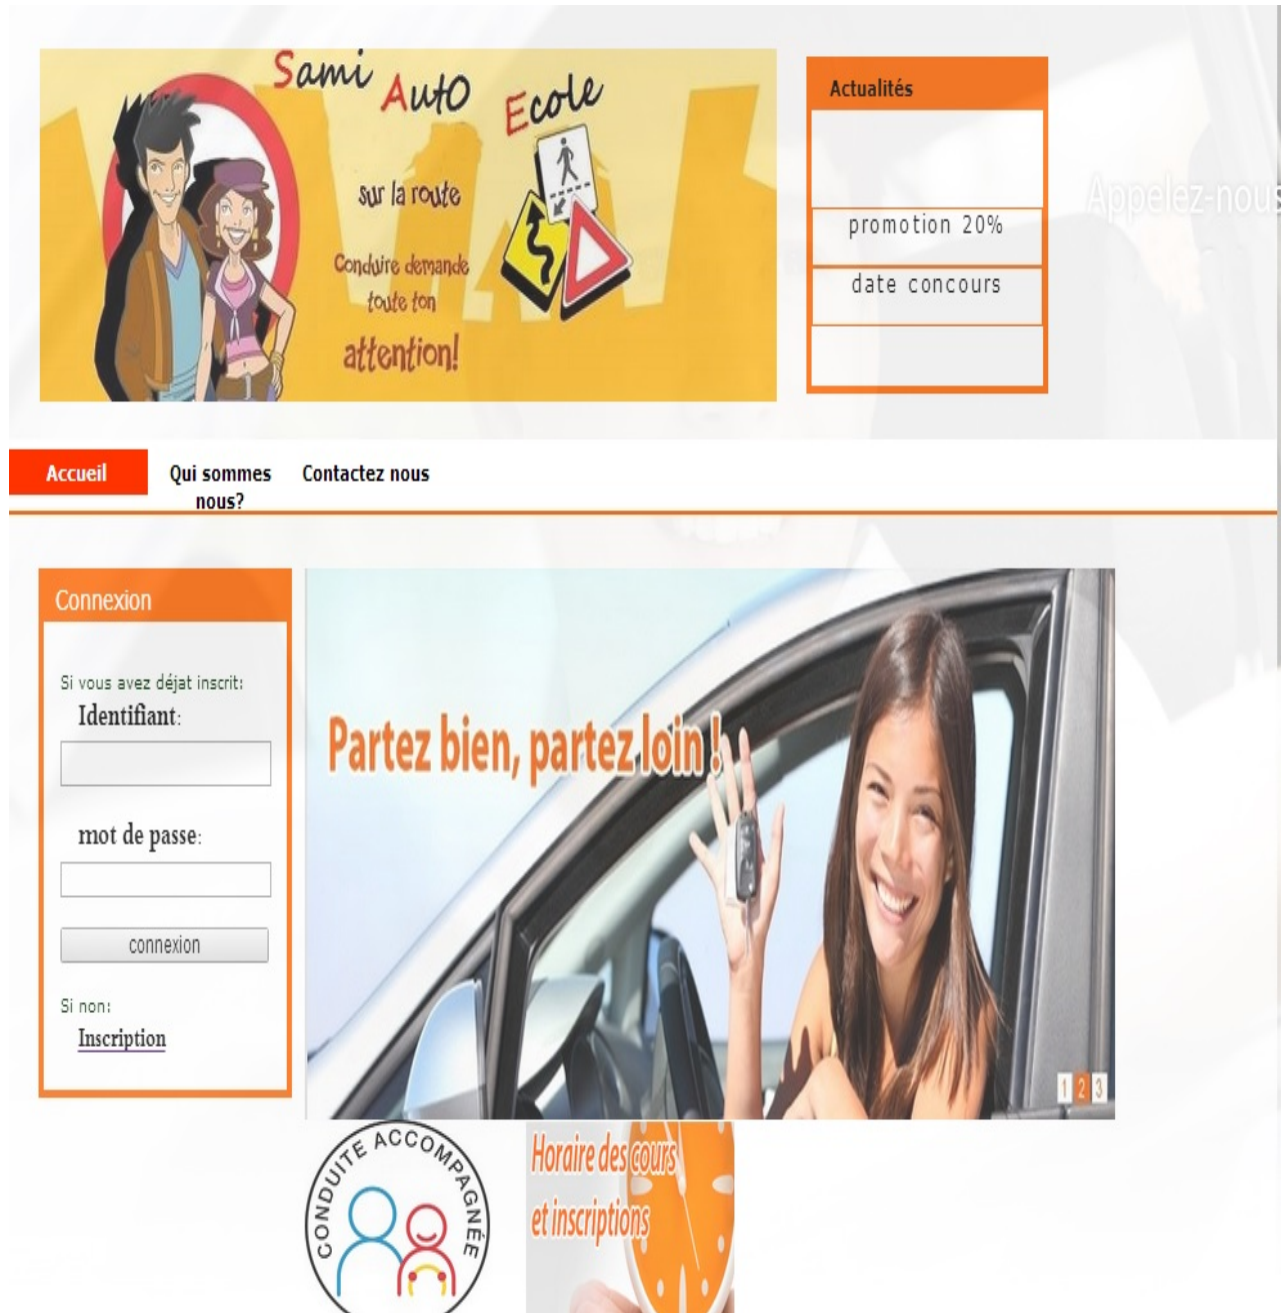 Sami Auto Ecole
sur la route
Conduire demande
toute ton
attention!
Actualités
promotion 20%
date concours
Appelez-nous
Accueil
Qui sommes
nous?
Contactez nous
Connexion
Si vous avez déjat inscrit:
Identifiant:
mot de passe:
connexion
Si non:
Inscription
Partez bien, partez loin !
1 2 3
CONDUITE ACCOMPAGNÉE
Horaire des cours
et inscriptions